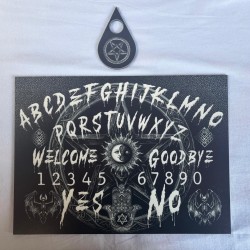 ABCDEFGHIJKLMNO
PQRSTUVWXYZ
WELCOME GOODBYE
12345 67890
YES NO